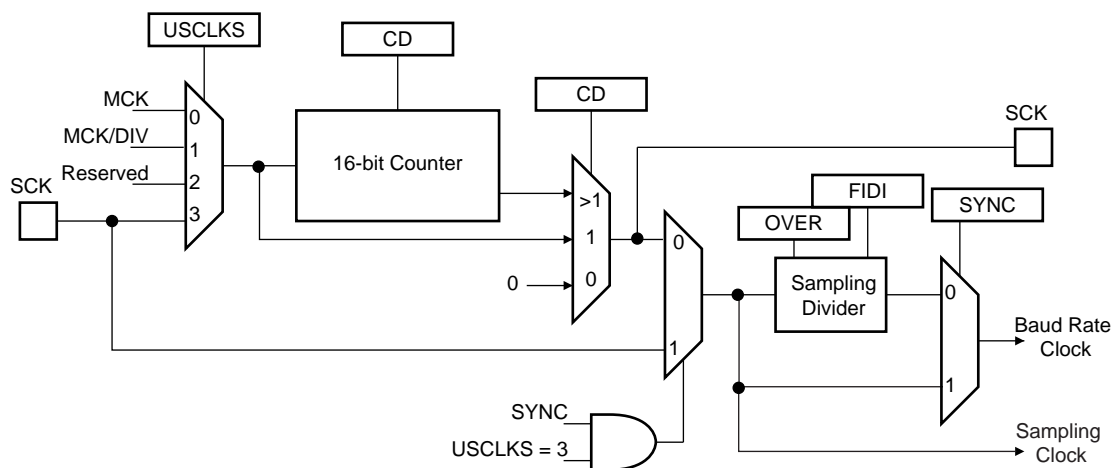 USCLKS
CD
MCK
0
MCK/DIV
1
Reserved
2
SCK
3
16-bit Counter
CD
>1
1
0
0
SCK
0
1
SYNC
USCLKS = 3
FIDI
OVER
Sampling
Divider
SYNC
0
1
Baud Rate
Clock
Sampling
Clock